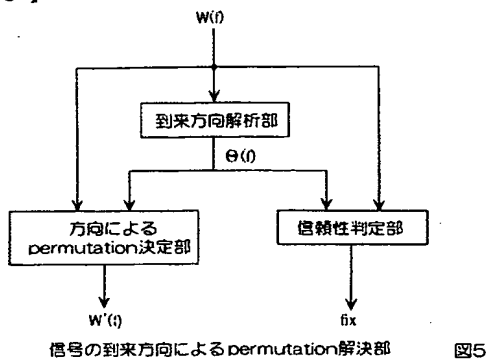 W(f)
到来方向解析部
Θ(f)
方向による
permutation決定部
信頼性判定部
W'(f)
fix
信号の到来方向によるpermutation解決部 図5